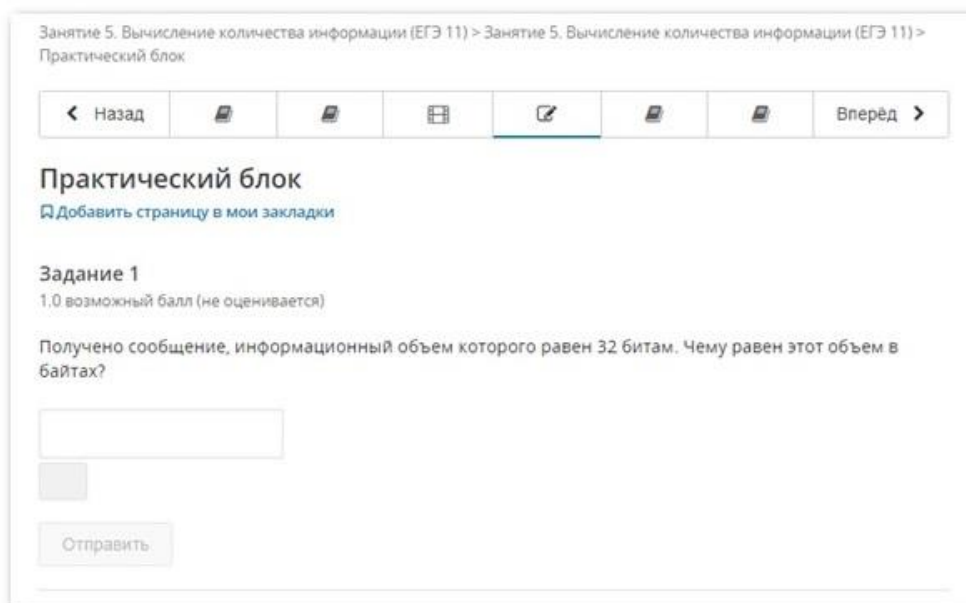 Занятие 5. Вычисление количества информации (ЕГЭ 11) > Занятие 5. Вычисление количества информации (ЕГЭ 11) >
Практический блок
Назад
Вперёд
Практический блок
Добавить страницу в мои закладки
Задание 1
1.0 возможный балл (не оценивается)
Получено сообщение, информационный объем которого равен 32 битам. Чему равен этот объем в
байтах?
Отправить